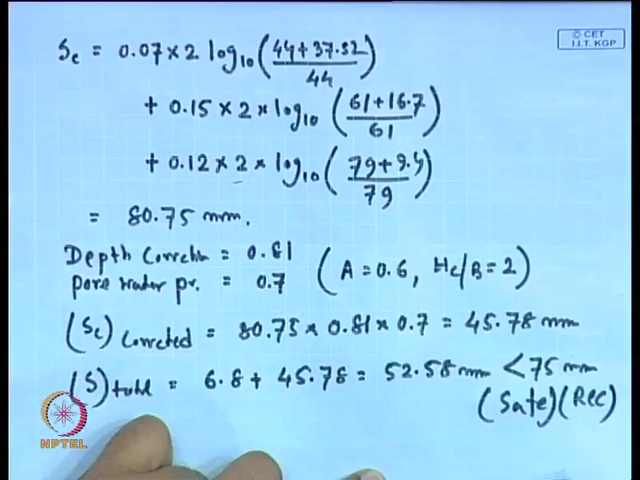 © CET
I.I.T. KGP
Sc = 0.07 × 2 log10 (44+37.52 / 44)
+ 0.15 × 2 × log10 (61+16.7 / 61)
+ 0.12 × 2 × log10 (79+9.4 / 79)
= 80.75 mm.
Depth Correction = 0.81
pore water pr. = 0.7 (A = 0.6, Hc/B = 2)
(Sc) Corrected = 80.75 × 0.81 × 0.7 = 45.78 mm
(S) total = 6.8 + 45.78 = 52.58 mm < 75 mm
(Safe) (Rec)
NPTEL